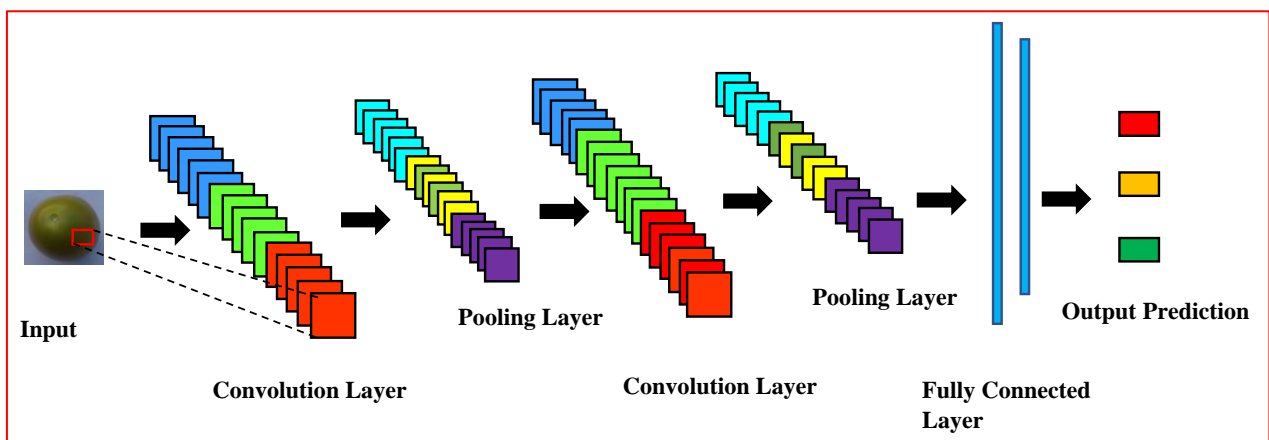 Input
Convolution Layer
Pooling Layer
Convolution Layer
Pooling Layer
Fully Connected
Layer
Output Prediction